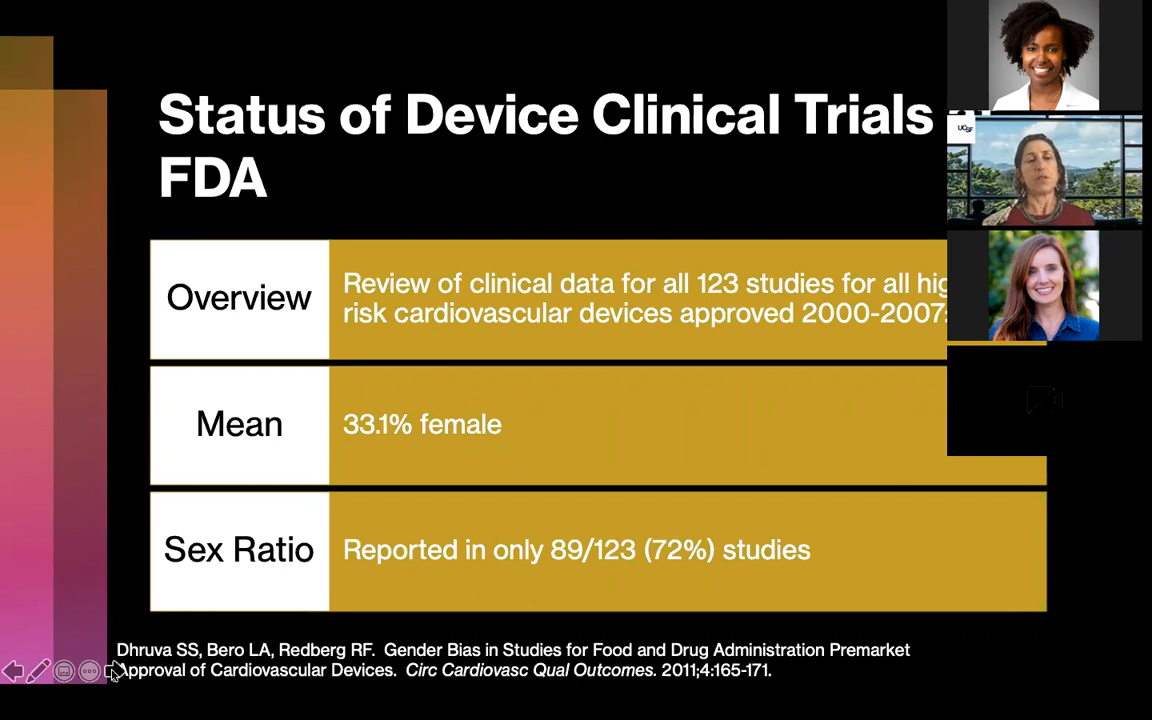 Status of Device Clinical Trials
FDA
Overview
Review of clinical data for all 123 studies for all
risk cardiovascular devices approved 2000-2007:
Mean
33.1% female
Sex Ratio
Reported in only 89/123 (72%) studies
Dhruva SS, Bero LA, Redberg RF. Gender Bias in Studies for Food and Drug Administration Premarket
Approval of Cardiovascular Devices. Circ Cardiovasc Qual Outcomes. 2011;4:165-171.
UCSF